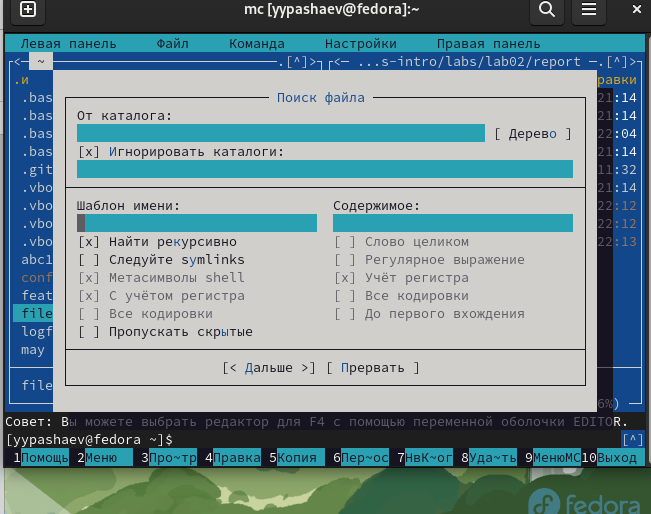 mc [yypashaev@fedora]:~
Левая панель Файл Команда Настройки Правая панель
<— ~ .[^]> <— ...s-intro/labs/lab02/report —.[^]>
.и равки
Поиск файла
.bas 21:14
От каталога:
.bas 21:14
.bas [ Дерево ] 22:04
.bas [x] Игнорировать каталоги: 21:14
.git 11:32
.vbo 21:14
.vbo Шаблон имени: Содержимое: 22:12
.vbo 22:12
.vbo [x] Найти рекурсивно [ ] Слово целиком 22:13
abc1 [ ] Следуйте symlinks [ ] Регулярное выражение
conf [x] Метасимволы shell [x] Учёт регистра
feat [x] С учётом регистра [ ] Все кодировки
file [ ] Все кодировки [ ] До первого вхождения
logf [ ] Пропускать скрытые
may
[< Дальше >] [ Прервать ]
file
6%)
Совет: Вы можете выбрать редактор для F4 с помощью переменной оболочки EDITOR.
[yypashaev@fedora ~]$ [^]
1Помощь 2Меню 3Про~тр 4Правка 5Копия 6Пер~ос 7НвК~ог 8Уда~ть 9МенюMC 10Выход
fedora